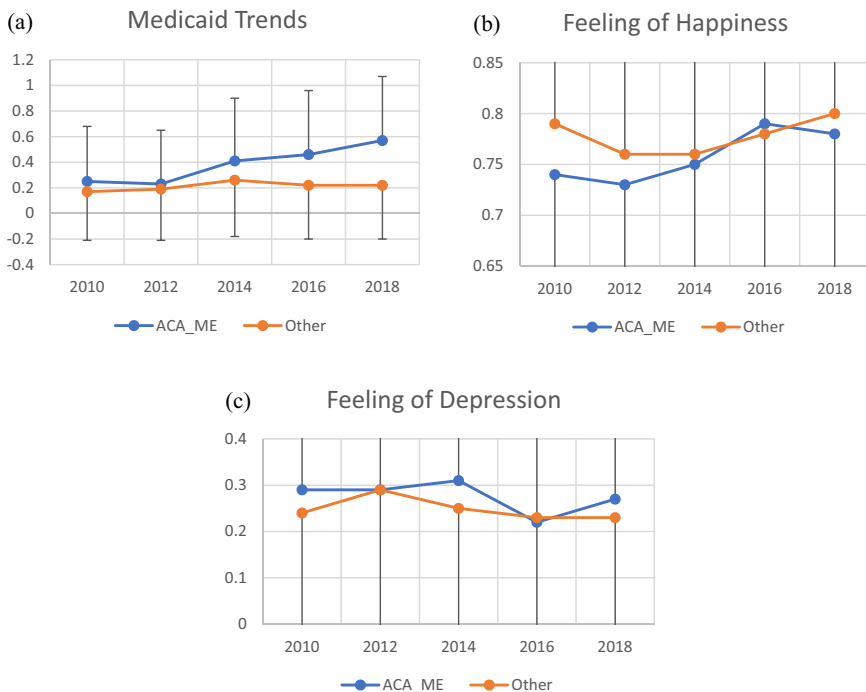 (a) Medicaid Trends
1.2
1
0.8
0.6
0.4
0.2
0
-0.2
-0.4
2010 2012 2014 2016 2018
ACA_ME Other
(b) Feeling of Happiness
0.85
0.8
0.75
0.7
0.65
2010 2012 2014 2016 2018
ACA_ME Other
(c) Feeling of Depression
0.4
0.3
0.2
0.1
0
2010 2012 2014 2016 2018
ACA_ME Other